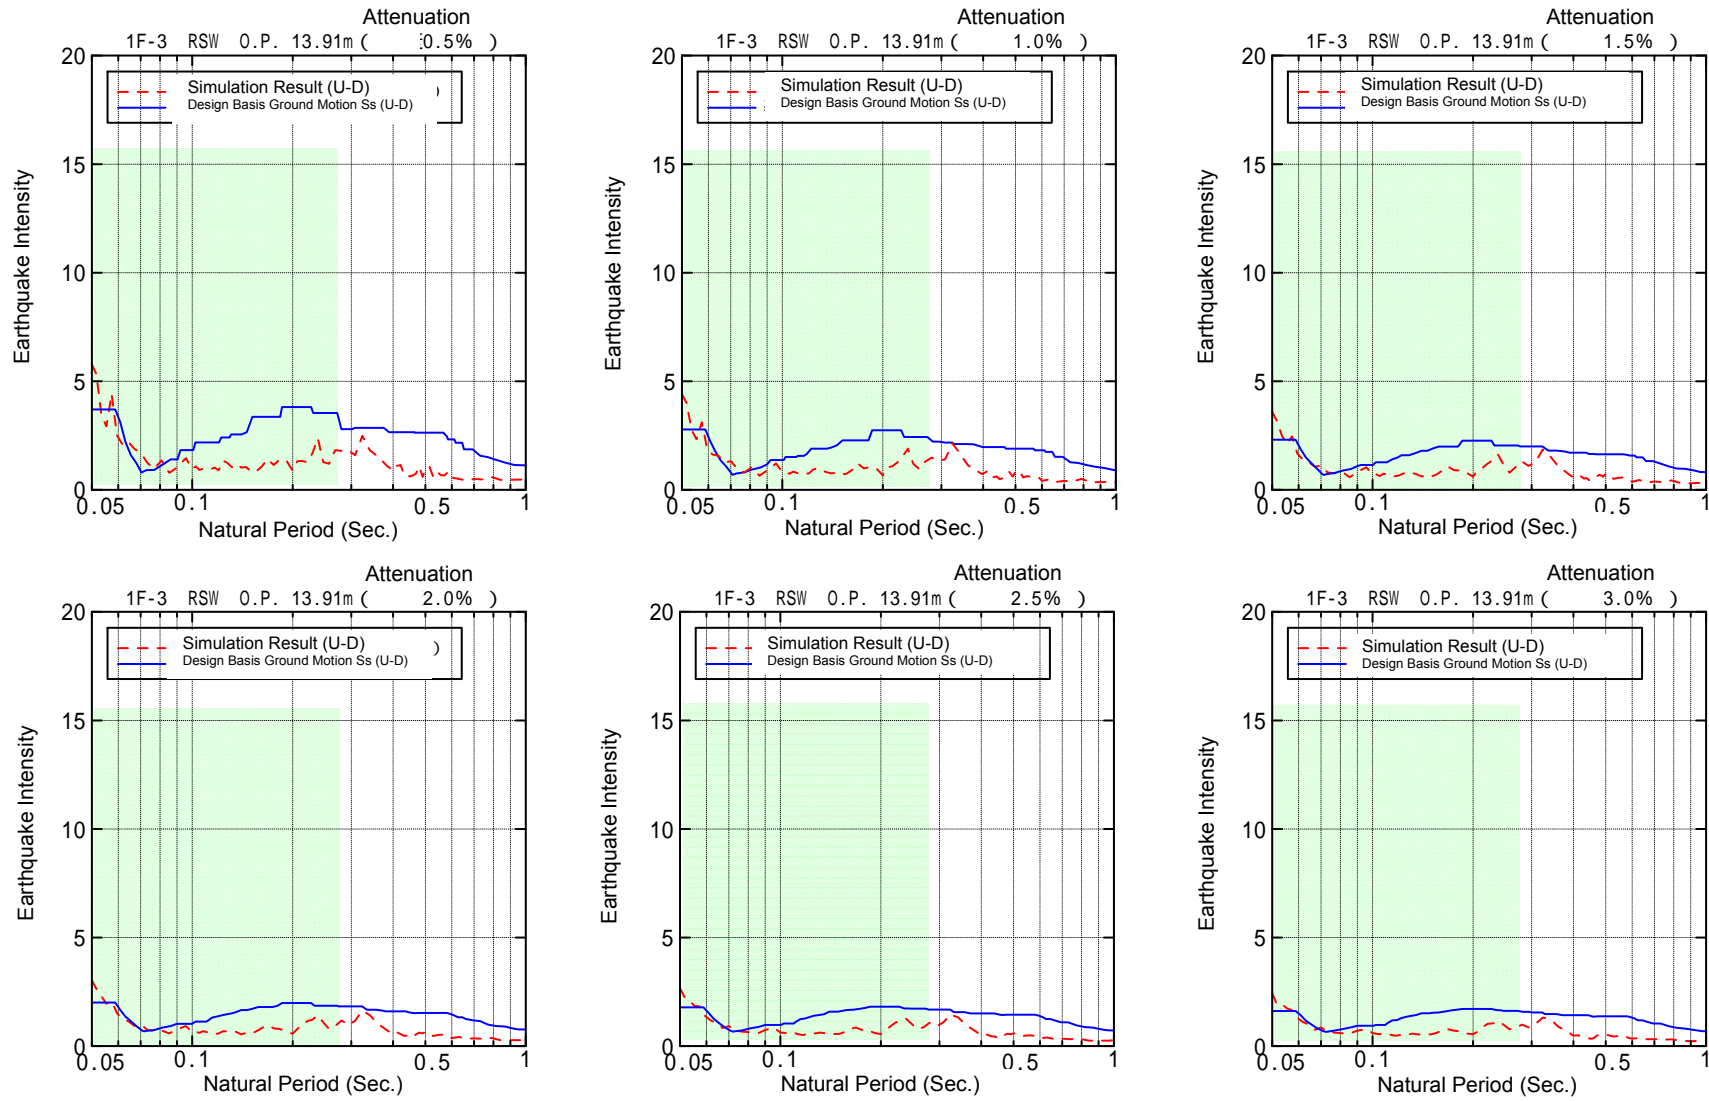 Attenuation
1F-3 RSW O.P. 13.91m ( 0.5% )
20
15
10
5
0
Earthquake Intensity
Simulation Result (U-D)
Design Basis Ground Motion Ss (U-D)
0.05 0.1 0.5 1
Natural Period (Sec.)
Attenuation
1F-3 RSW O.P. 13.91m ( 1.0% )
20
15
10
5
0
Earthquake Intensity
Simulation Result (U-D)
Design Basis Ground Motion Ss (U-D)
0.05 0.1 0.5 1
Natural Period (Sec.)
Attenuation
1F-3 RSW O.P. 13.91m ( 1.5% )
20
15
10
5
0
Earthquake Intensity
Simulation Result (U-D)
Design Basis Ground Motion Ss (U-D)
0.05 0.1 0.5 1
Natural Period (Sec.)
Attenuation
1F-3 RSW O.P. 13.91m ( 2.0% )
20
15
10
5
0
Earthquake Intensity
Simulation Result (U-D) )
Design Basis Ground Motion Ss (U-D)
0.05 0.1 0.5 1
Natural Period (Sec.)
Attenuation
1F-3 RSW O.P. 13.91m ( 2.5% )
20
15
10
5
0
Earthquake Intensity
Simulation Result (U-D)
Design Basis Ground Motion Ss (U-D)
0.05 0.1 0.5 1
Natural Period (Sec.)
Attenuation
1F-3 RSW O.P. 13.91m ( 3.0% )
20
15
10
5
0
Earthquake Intensity
Simulation Result (U-D)
Design Basis Ground Motion Ss (U-D)
0.05 0.1 0.5 1
Natural Period (Sec.)